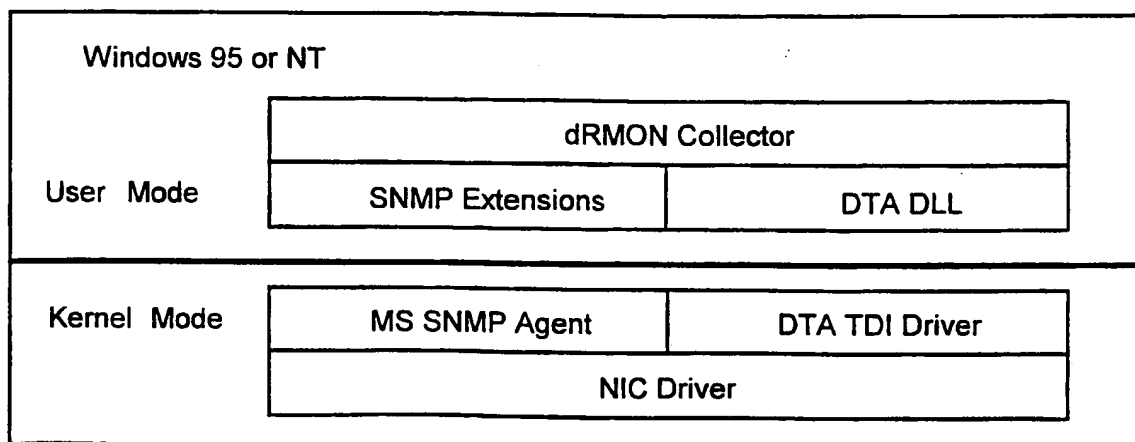 Windows 95 or NT
dRMON Collector
User Mode
SNMP Extensions
DTA DLL
Kernel Mode
MS SNMP Agent
DTA TDI Driver
NIC Driver